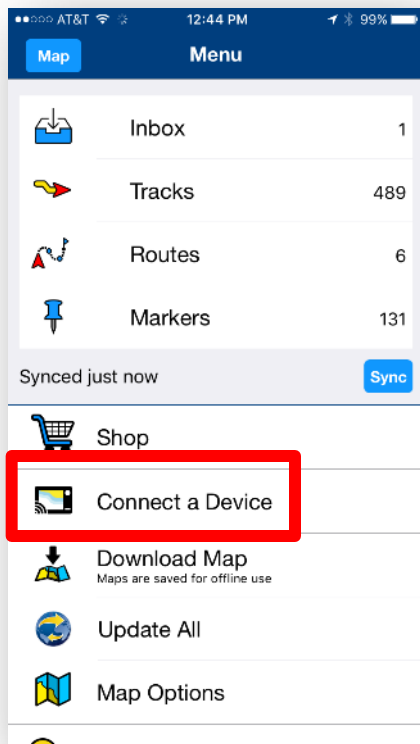 AT&T 12:44 PM 99%
Map Menu
Inbox 1
Tracks 489
Routes 6
Markers 131
Synced just now Sync
Shop
Connect a Device
Download Map
Maps are saved for offline use
Update All
Map Options